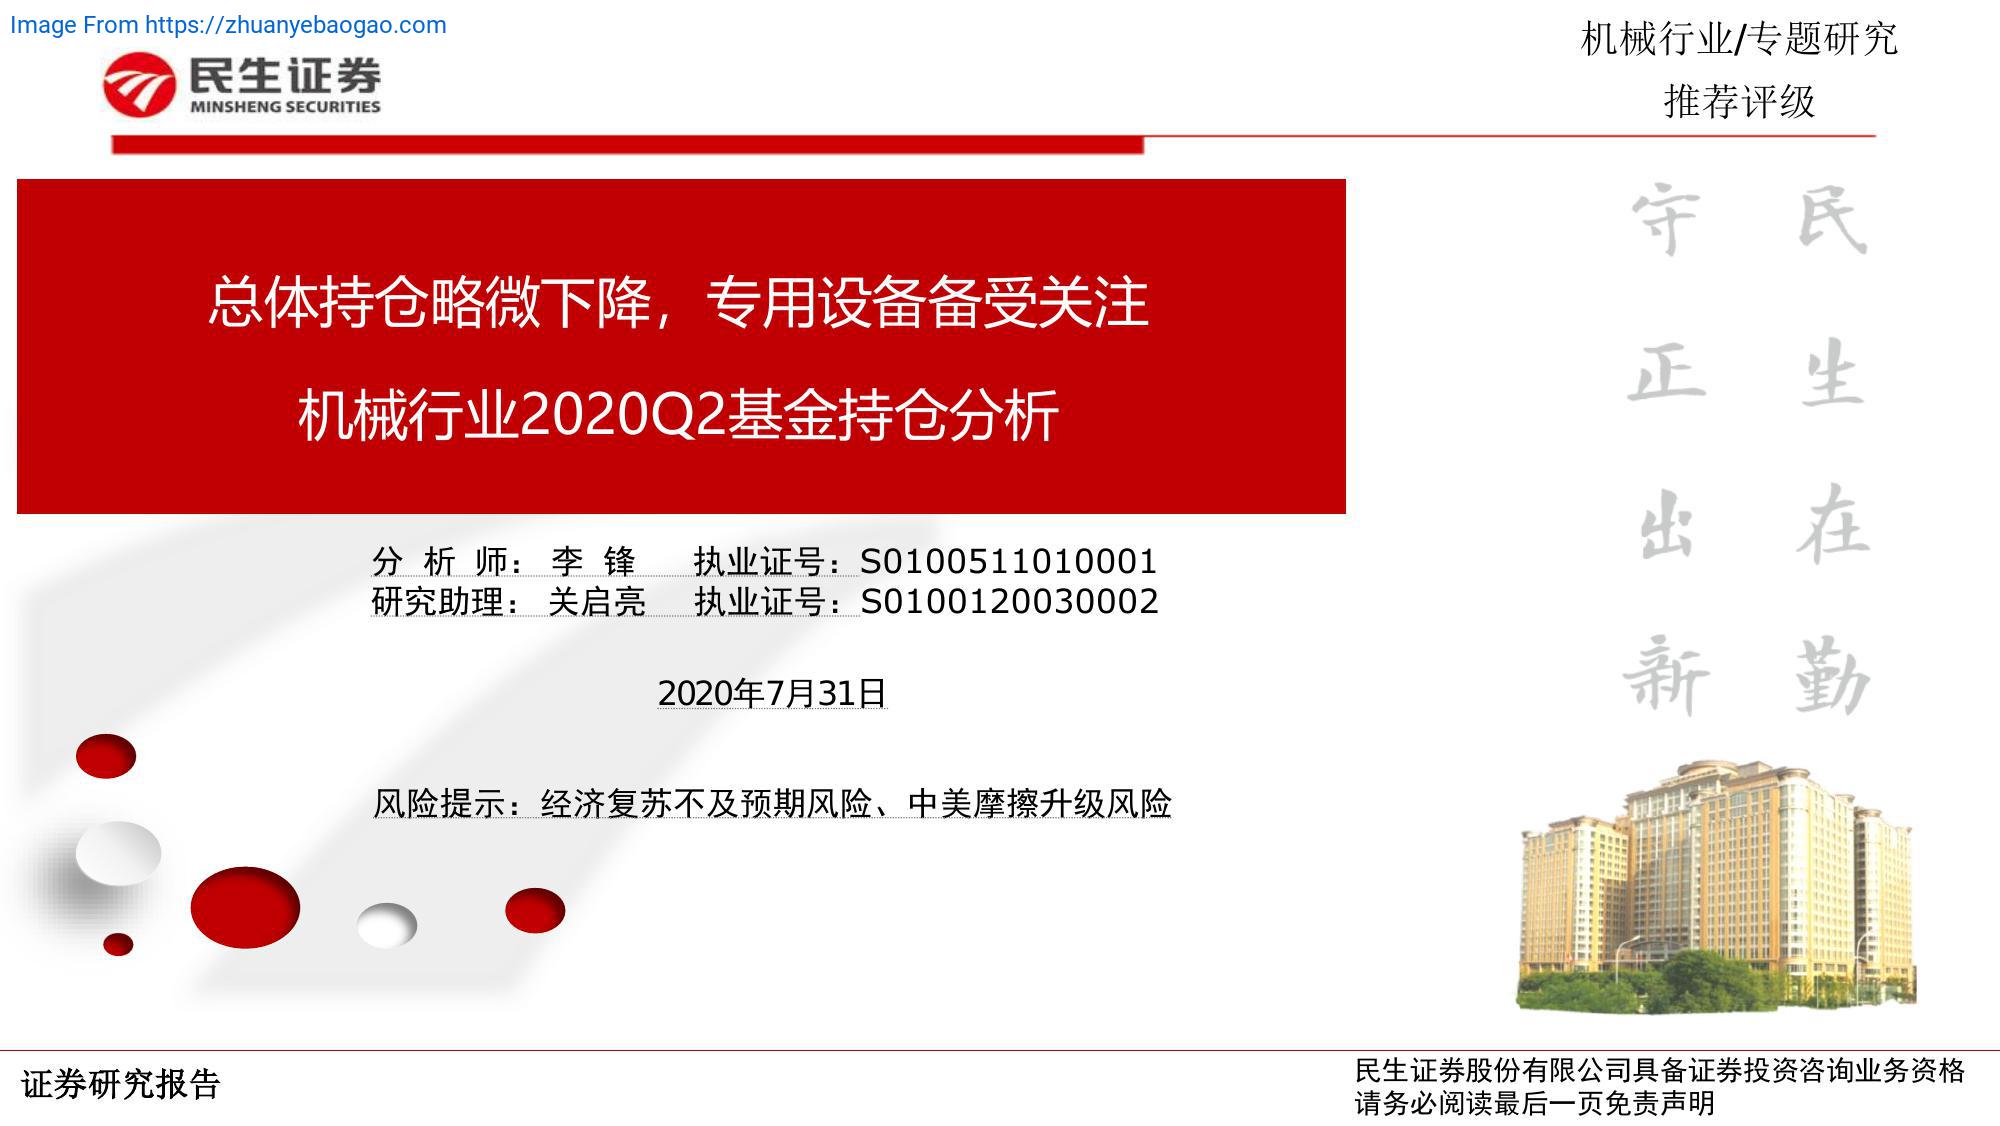 Image From https://zhuanyebaogao.com
民生证券
MINSHENG SECURITIES
机械行业/专题研究
推荐评级
总体持仓略微下降，专用设备备受关注
机械行业2020Q2基金持仓分析
民生在勤
守正出新
分 析 师： 李 锋 执业证号：S0100511010001
研究助理： 关启亮 执业证号：S0100120030002
2020年7月31日
风险提示：经济复苏不及预期风险、中美摩擦升级风险
证券研究报告
民生证券股份有限公司具备证券投资咨询业务资格
请务必阅读最后一页免责声明